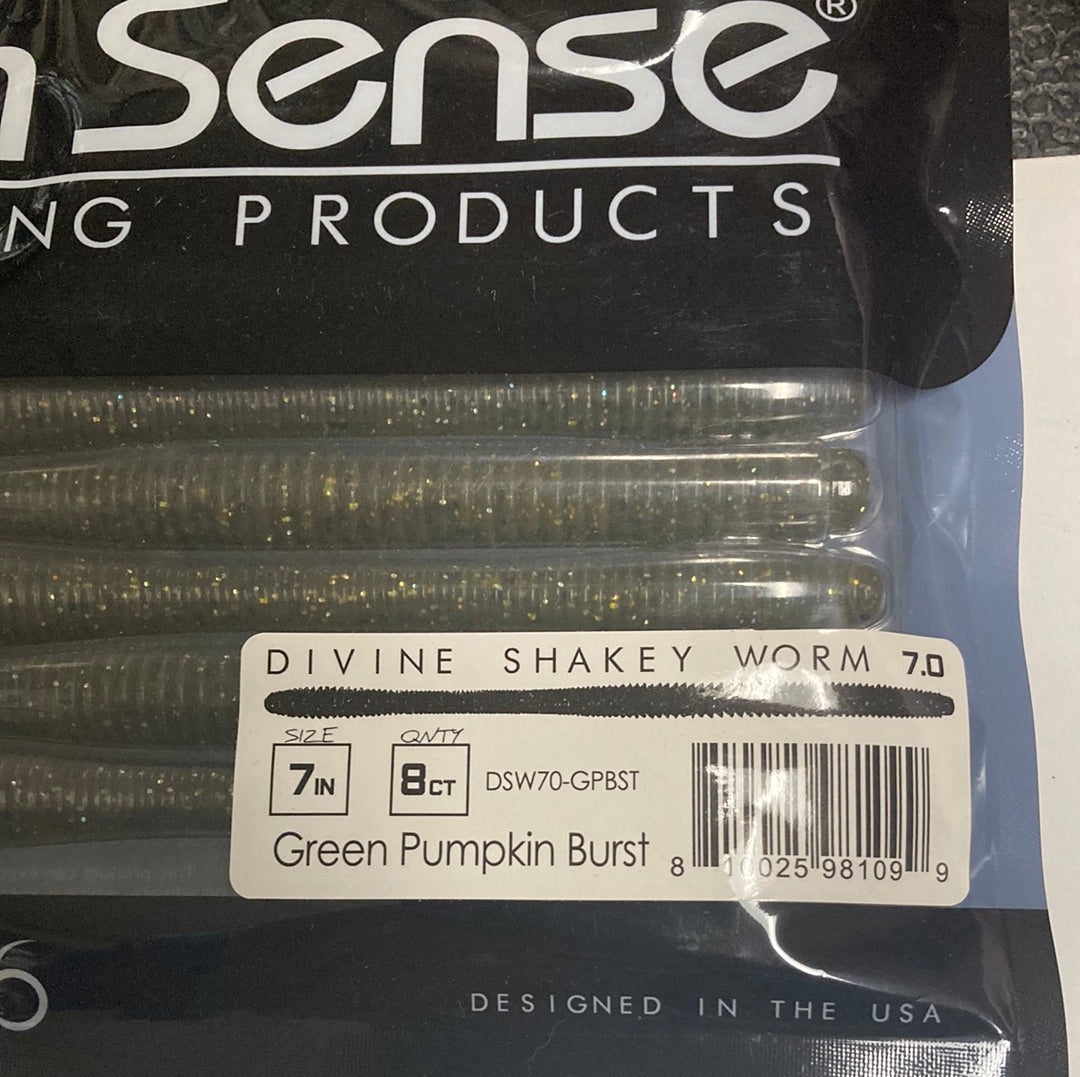 n Sense®
NG PRODUCTS
DIVINE SHAKEY WORM 7.0
SIZE QNTY
7IN 8CT DSW70-GPBST
Green Pumpkin Burst
8 10025 98109 9
6
DESIGNED IN THE USA